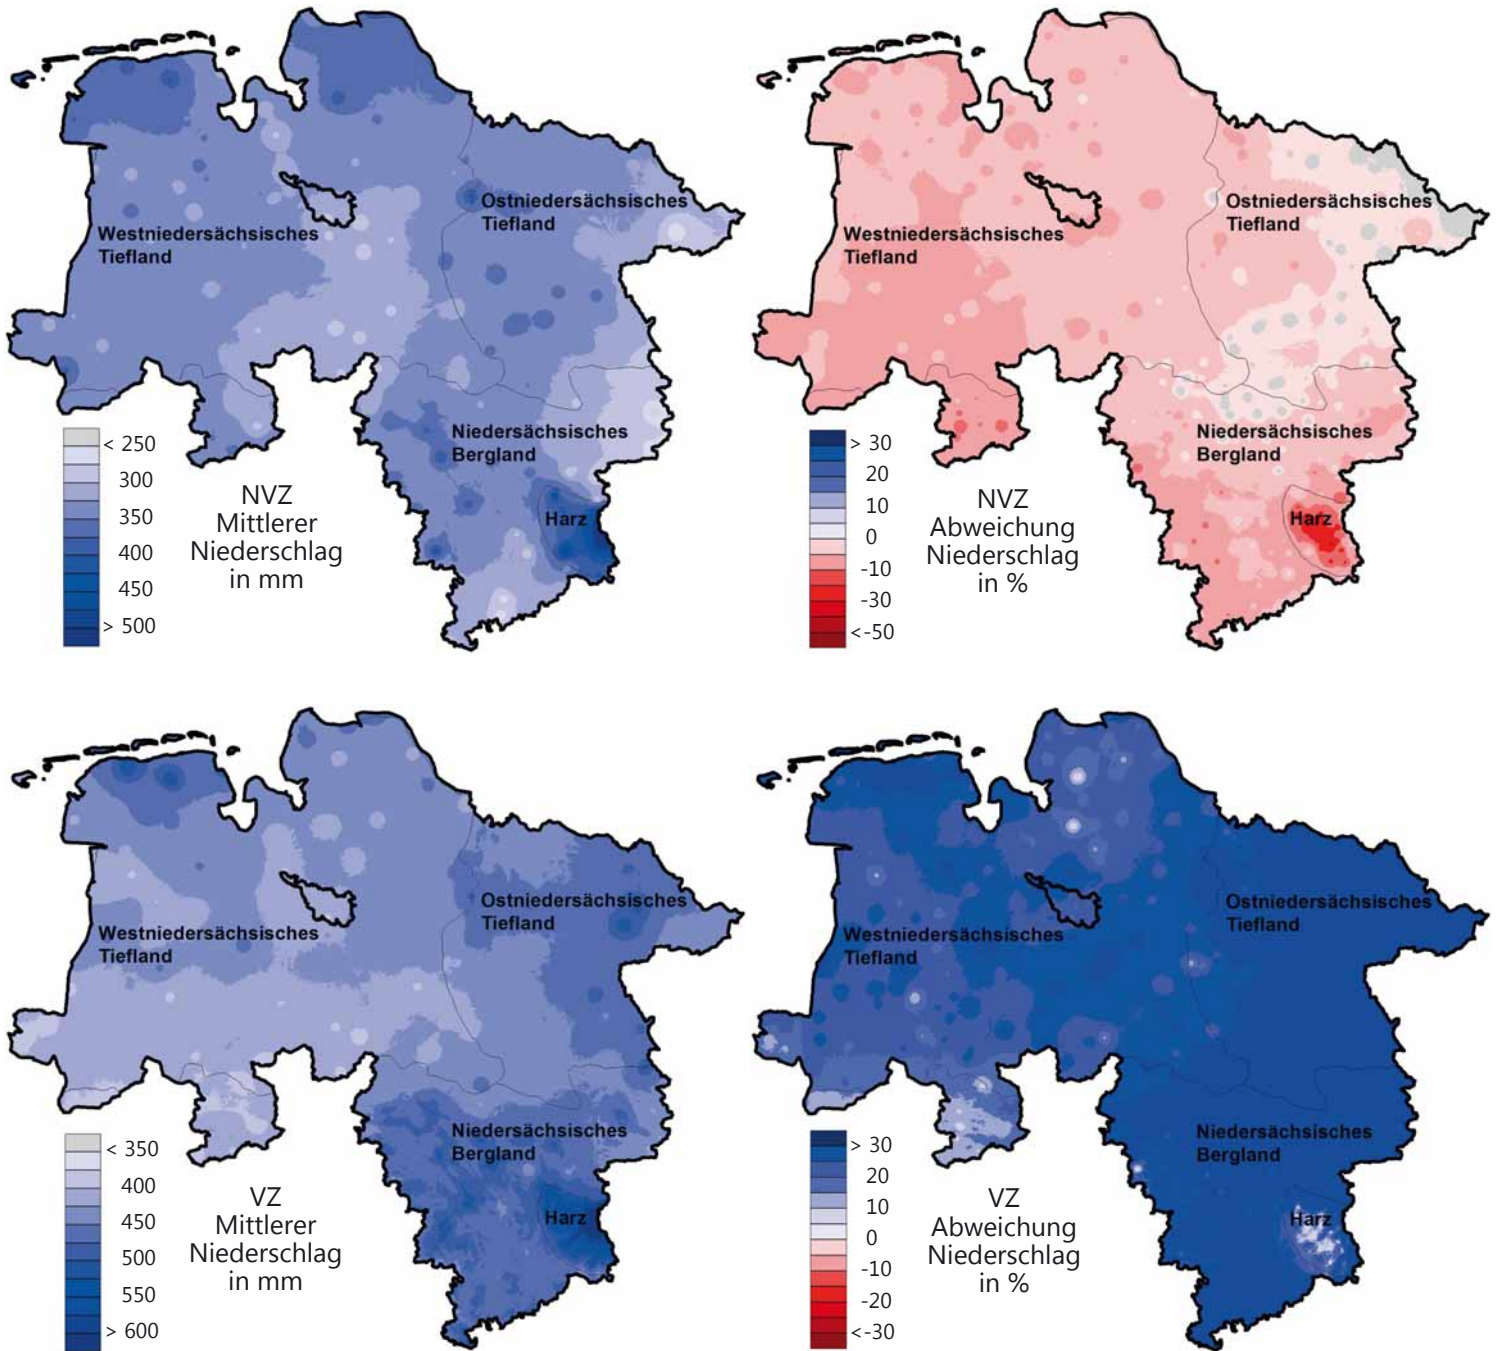 Westniedersächsisches
Tiefland
Ostniedersächsisches
Tiefland
Niedersächsisches
Bergland
Harz
< 250
300
350
400
450
> 500
NVZ
Mittlerer
Niederschlag
in mm
Westniedersächsisches
Tiefland
Ostniedersächsisches
Tiefland
Niedersächsisches
Bergland
Harz
> 30
20
10
0
-10
-30
<-50
NVZ
Abweichung
Niederschlag
in %
Westniedersächsisches
Tiefland
Ostniedersächsisches
Tiefland
Niedersächsisches
Bergland
Harz
< 350
400
450
500
550
> 600
VZ
Mittlerer
Niederschlag
in mm
Westniedersächsisches
Tiefland
Ostniedersächsisches
Tiefland
Niedersächsisches
Bergland
Harz
> 30
20
10
0
-10
-20
<-30
VZ
Abweichung
Niederschlag
in %